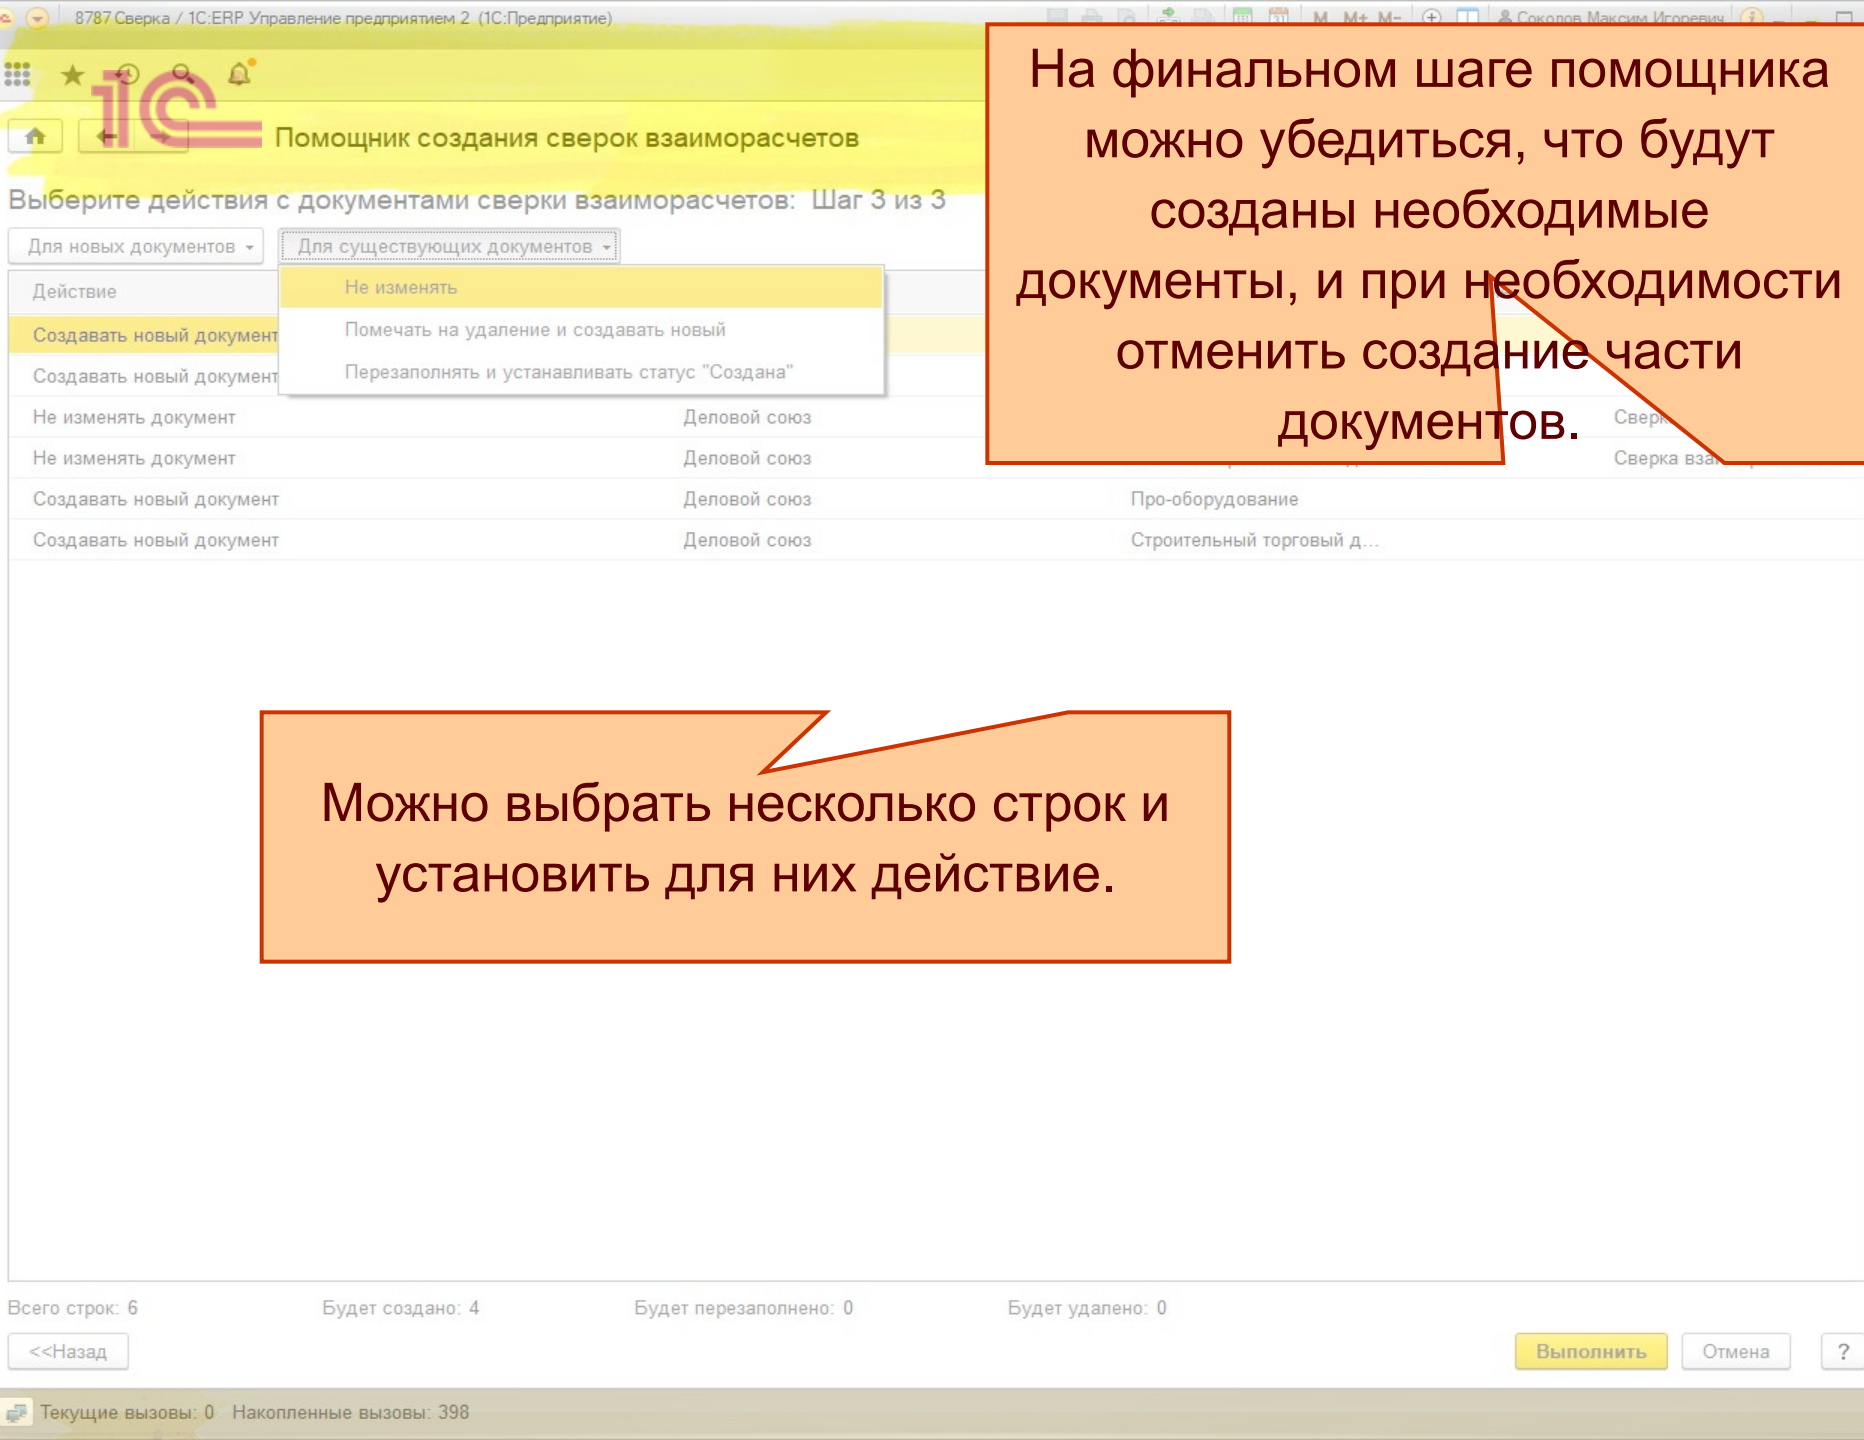 8787 Сверка / 1С:ERP Управление предприятием 2 (1С:Предприятие)
M M+ M- Соколов Максим Игоревич
1С
Помощник создания сверок взаиморасчетов
На финальном шаге помощника
можно убедиться, что будут
созданы необходимые
документы, и при необходимости
отменить создание части
документов.
Выберите действия с документами сверки взаиморасчетов: Шаг 3 из 3
Для новых документов Для существующих документов
Действие
Не изменять
Помечать на удаление и создавать новый
Перезаполнять и устанавливать статус "Создана"
Создавать новый документ
Создавать новый документ
Не изменять документ Деловой союз
Не изменять документ Деловой союз Сверка
Создавать новый документ Деловой союз Про-оборудование
Создавать новый документ Деловой союз Строительный торговый д...
Можно выбрать несколько строк и
установить для них действие.
Всего строк: 6 Будет создано: 4 Будет перезаполнено: 0 Будет удалено: 0
<<Назад Выполнить Отмена ?
Текущие вызовы: 0 Накопленные вызовы: 398